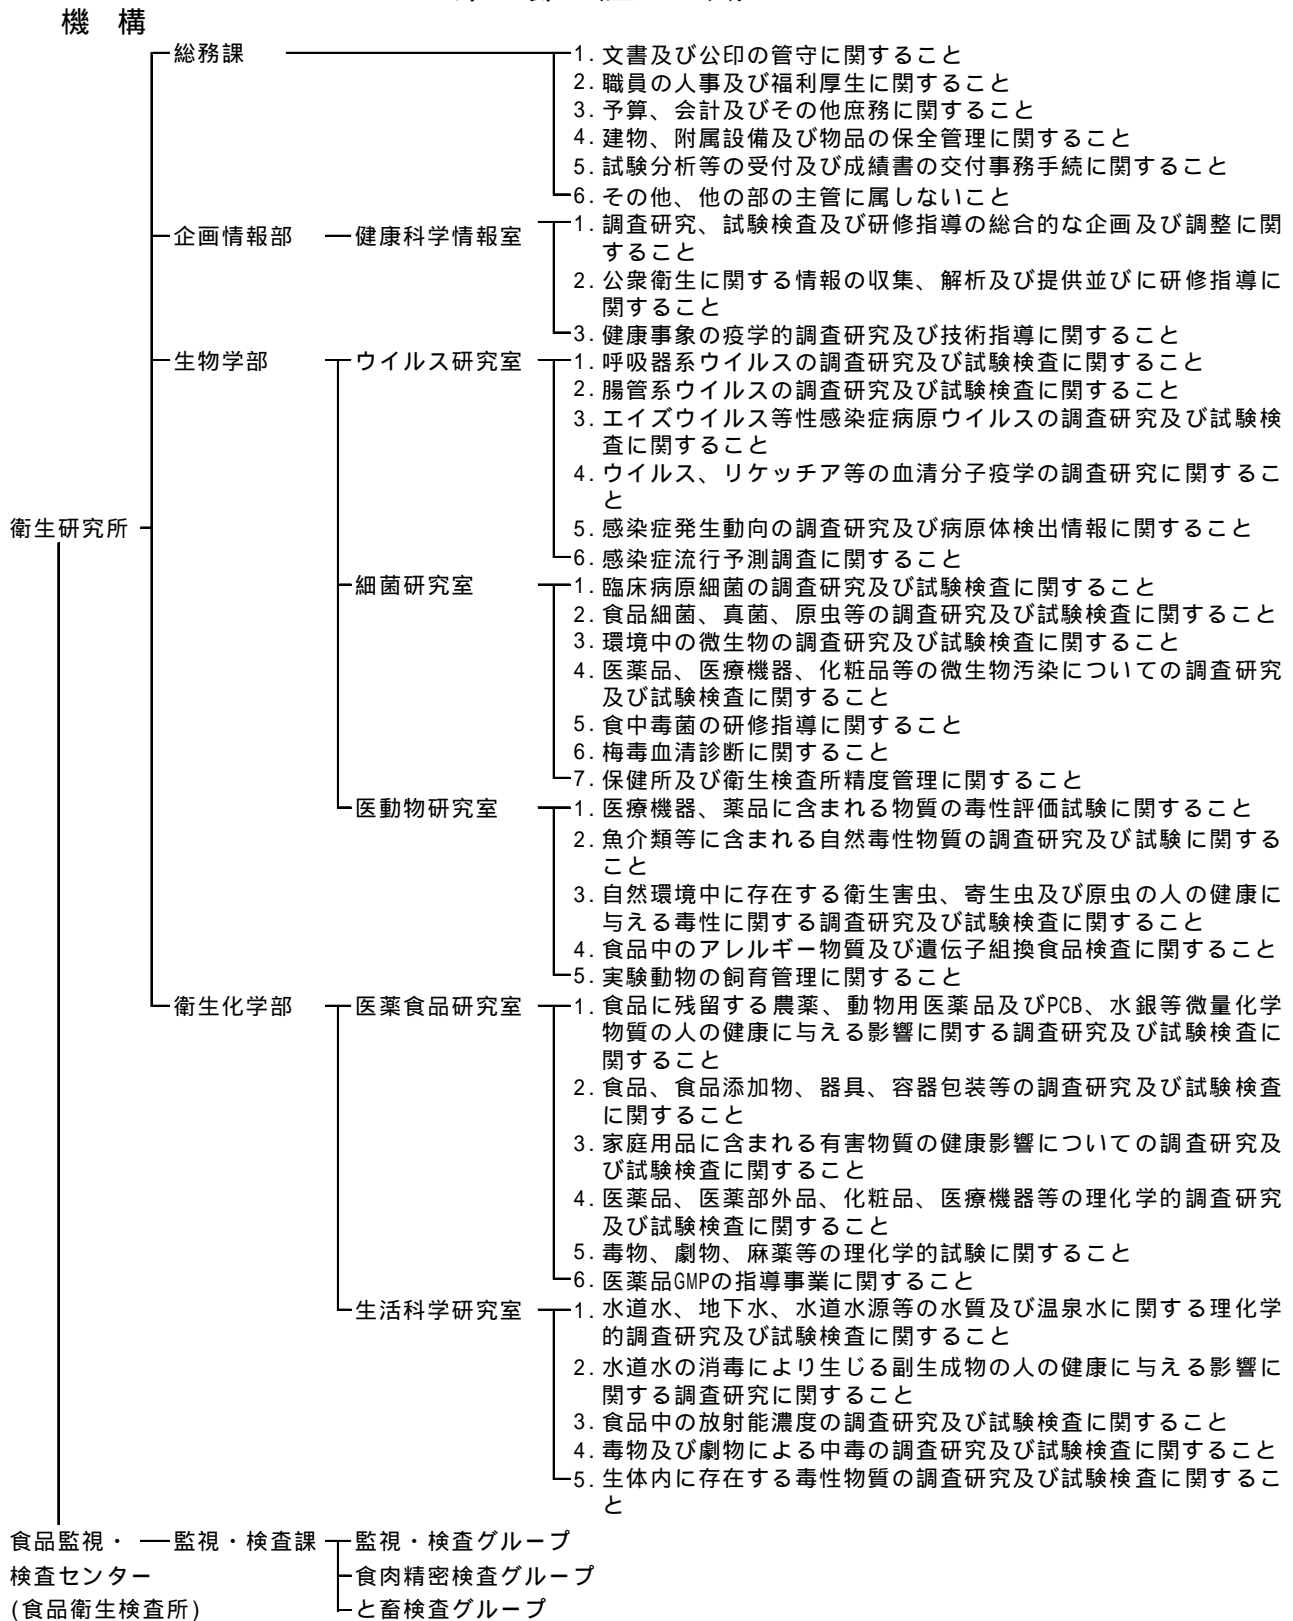 機 構
総務課
1. 文書及び公印の管守に関すること
2. 職員の人事及び福利厚生に関すること
3. 予算、会計及びその他庶務に関すること
4. 建物、附属設備及び物品の保全管理に関すること
5. 試験分析等の受付及び成績書の交付事務手続に関すること
6. その他、他の部の主管に属しないこと
企画情報部
健康科学情報室
1. 調査研究、試験検査及び研修指導の総合的な企画及び調整に関
すること
2. 公衆衛生に関する情報の収集、解析及び提供並びに研修指導に
関すること
3. 健康事象の疫学的調査研究及び技術指導に関すること
生物学部
ウイルス研究室
1. 呼吸器系ウイルスの調査研究及び試験検査に関すること
2. 腸管系ウイルスの調査研究及び試験検査に関すること
3. エイズウイルス等性感染症病原ウイルスの調査研究及び試験検
査に関すること
4. ウイルス、リケッチア等の血清分子疫学の調査研究に関するこ
と
5. 感染症発生動向の調査研究及び病原体検出情報に関すること
6. 感染症流行予測調査に関すること
衛生研究所
細菌研究室
1. 臨床病原細菌の調査研究及び試験検査に関すること
2. 食品細菌、真菌、原虫等の調査研究及び試験検査に関すること
3. 環境中の微生物の調査研究及び試験検査に関すること
4. 医薬品、医療機器、化粧品等の微生物汚染についての調査研究
及び試験検査に関すること
5. 食中毒菌の研修指導に関すること
6. 梅毒血清診断に関すること
7. 保健所及び衛生検査所精度管理に関すること
医動物研究室
1. 医療機器、薬品に含まれる物質の毒性評価試験に関すること
2. 魚介類等に含まれる自然毒性物質の調査研究及び試験に関する
こと
3. 自然環境中に存在する衛生害虫、寄生虫及び原虫の人の健康に
与える毒性に関する調査研究及び試験検査に関すること
4. 食品中のアレルギー物質及び遺伝子組換食品検査に関すること
5. 実験動物の飼育管理に関すること
衛生化学部
医薬食品研究室
1. 食品に残留する農薬、動物用医薬品及びPCB、水銀等微量化学
物質の人の健康に与える影響に関する調査研究及び試験検査に
関すること
2. 食品、食品添加物、器具、容器包装等の調査研究及び試験検査
に関すること
3. 家庭用品に含まれる有害物質の健康影響についての調査研究及
び試験検査に関すること
4. 医薬品、医薬部外品、化粧品、医療機器等の理化学的調査研究
及び試験検査に関すること
5. 毒物、劇物、麻薬等の理化学的試験に関すること
6. 医薬品GMPの指導事業に関すること
生活科学研究室
1. 水道水、地下水、水道水源等の水質及び温泉水に関する理化学
的調査研究及び試験検査に関すること
2. 水道水の消毒により生じる副生成物の人の健康に与える影響に
関する調査研究に関すること
3. 食品中の放射能濃度の調査研究及び試験検査に関すること
4. 毒物及び劇物による中毒の調査研究及び試験検査に関すること
5. 生体内に存在する毒性物質の調査研究及び試験検査に関するこ
と
食品監視・
検査センター
(食品衛生検査所)
監視・検査課
監視・検査グループ
食肉精密検査グループ
と畜検査グループ